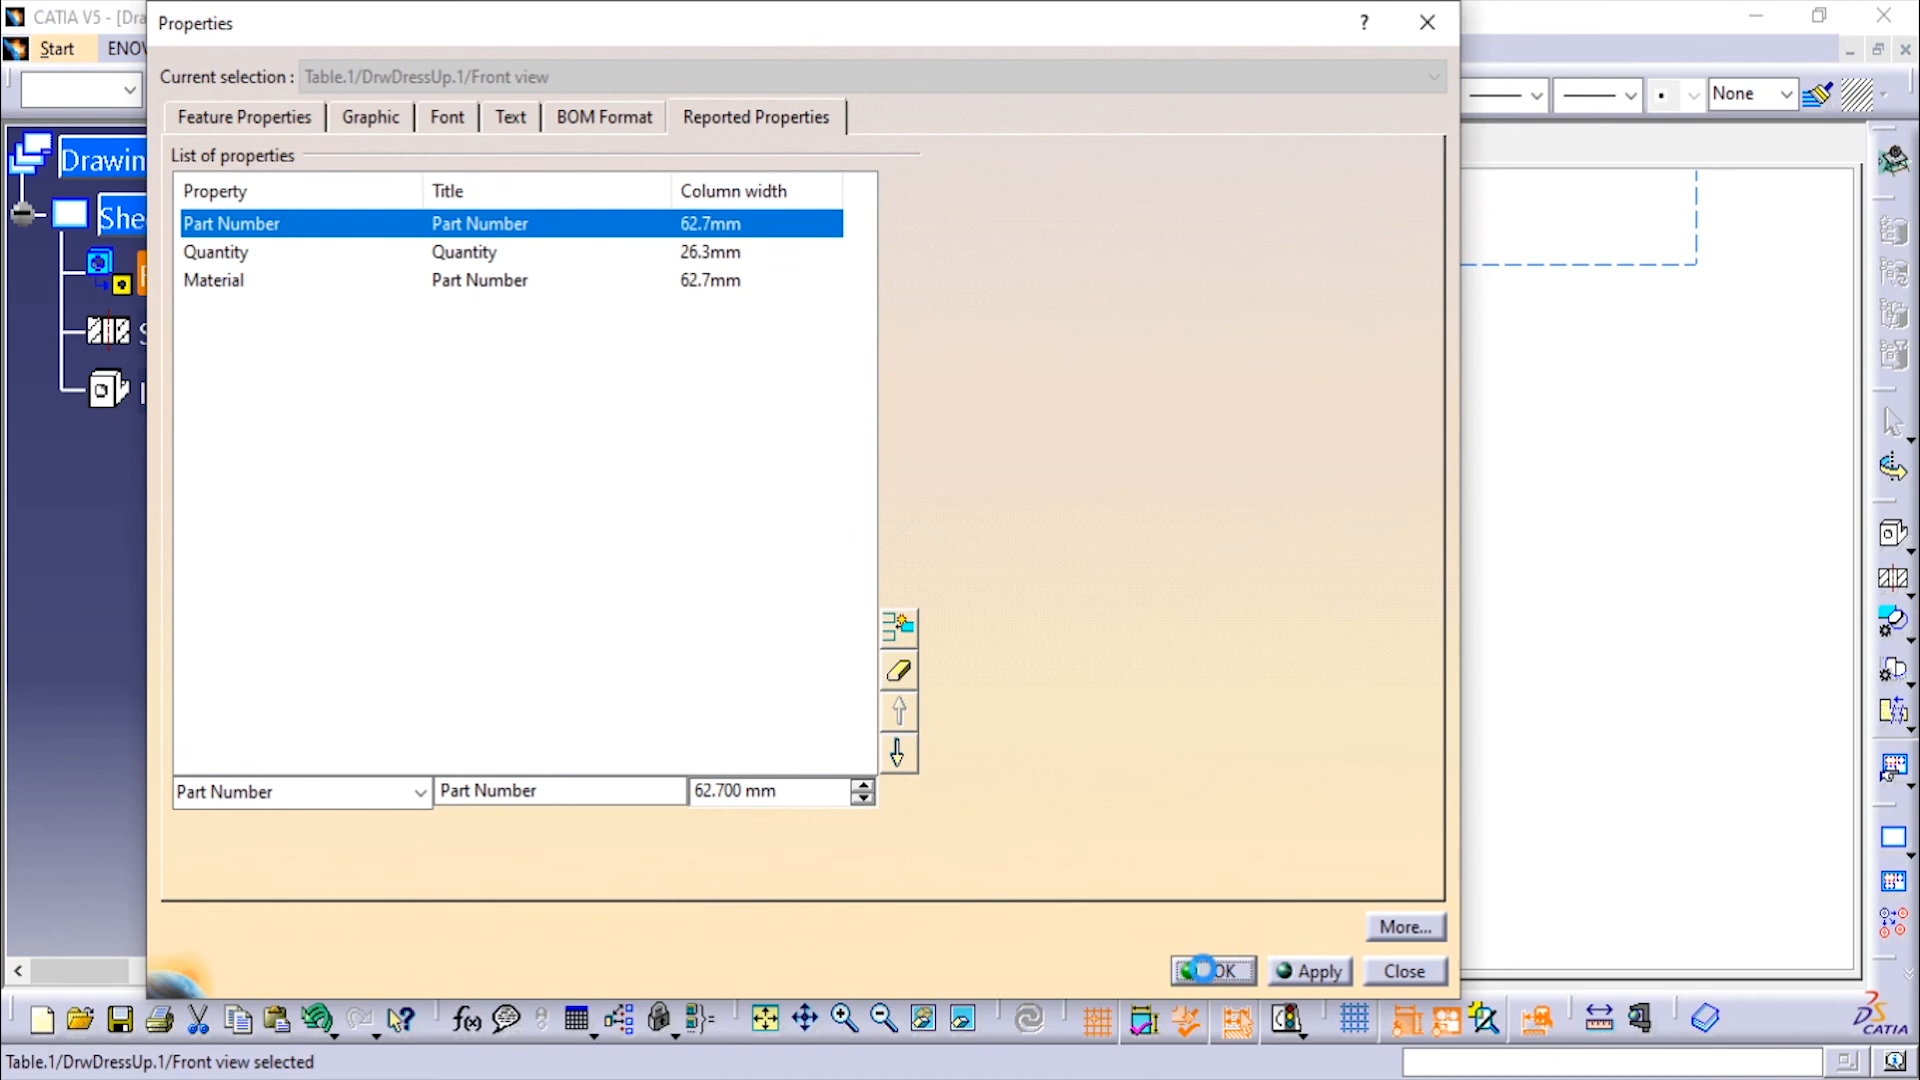 CATIA V5 - [Dra
Properties
?
Start
ENOV
Current selection :
Table.1/DrwDressUp.1/Front view
None
Feature Properties
Graphic
Font
Text
BOM Format
Reported Properties
List of properties
Property Title Column width
Part Number Part Number 62.7mm
Quantity Quantity 26.3mm
Material Part Number 62.7mm
Drawin
Shee
Part Number
Part Number
62.700 mm
More...
OK
Apply
Close
f(x)
DS
CATIA
Table.1/DrwDressUp.1/Front view selected